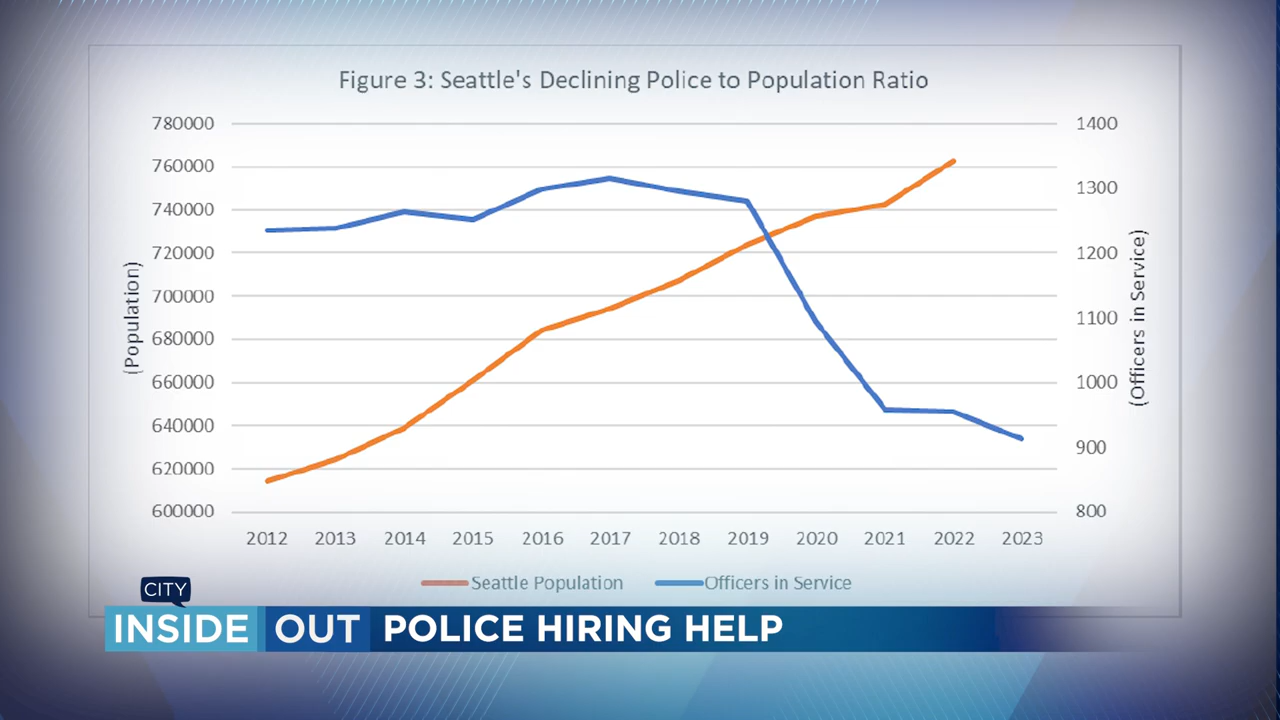 Figure 3: Seattle's Declining Police to Population Ratio
780000
760000
740000
720000
700000
680000
660000
640000
620000
600000
(Population)
1400
1300
1200
1100
1000
900
800
(Officers in Service)
2012 2013 2014 2015 2016 2017 2018 2019 2020 2021 2022 2023
Seattle Population Officers in Service
CITY
INSIDE OUT POLICE HIRING HELP